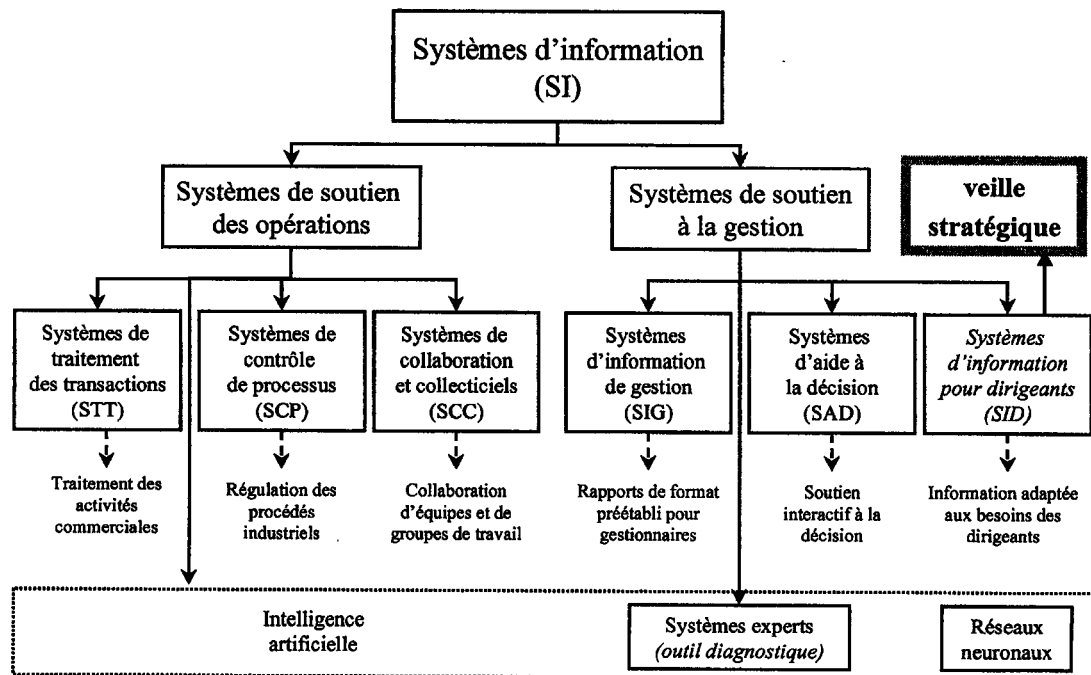 Systèmes d'information
(SI)
Systèmes de soutien
des opérations
Systèmes de soutien
à la gestion
veille
stratégique
Systèmes de
traitement
des transactions
(STT)
Systèmes de
contrôle
de processus
(SCP)
Systèmes de
collaboration
et collecticiels
(SCC)
Systèmes
d'information
de gestion
(SIG)
Systèmes
d'aide à
la décision
(SAD)
Systèmes
d'information
pour dirigeants
(SID)
Traitement des
activités
commerciales
Régulation des
procédés
industriels
Collaboration
d'équipes et de
groupes de travail
Rapports de format
préétabli pour
gestionnaires
Soutien
interactif à la
décision
Information adaptée
aux besoins des
dirigeants
Intelligence
artificielle
Systèmes experts
(outil diagnostique)
Réseaux
neuronaux